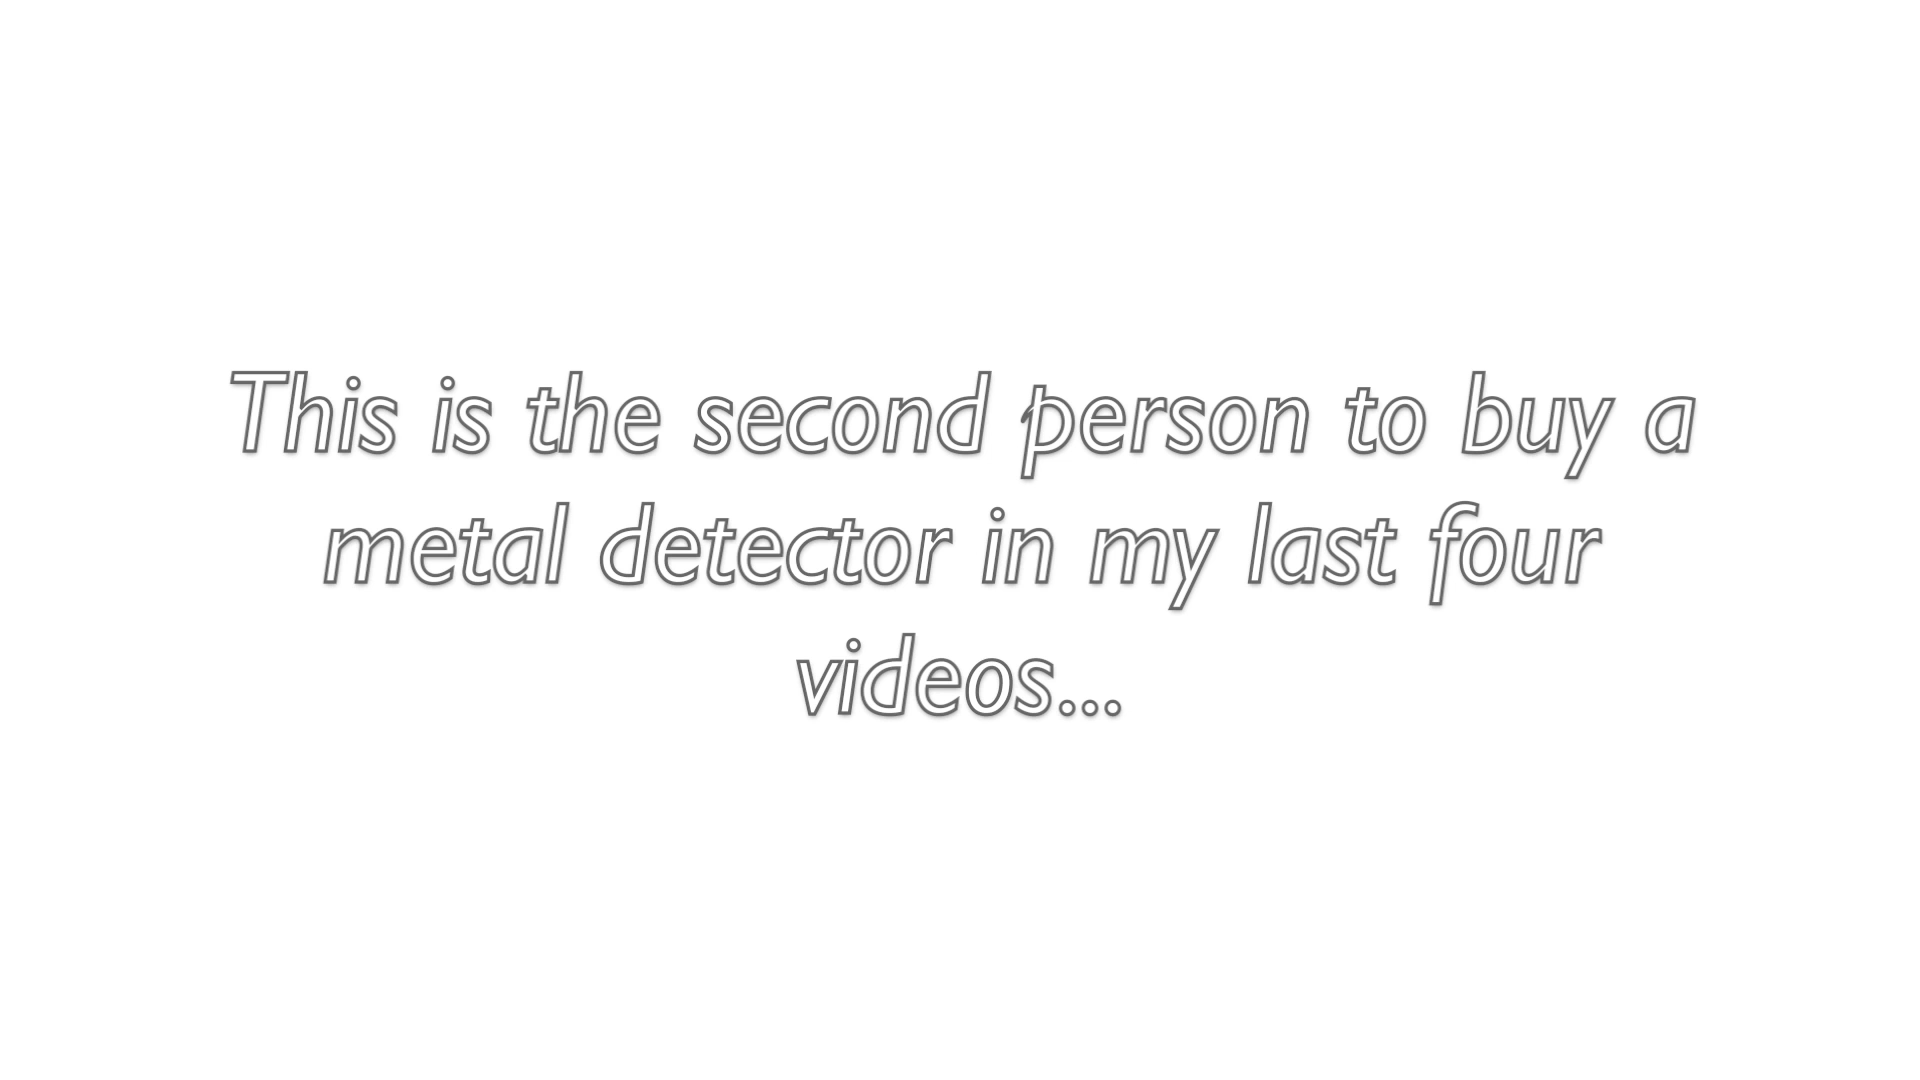 This is the second person to buy a
metal detector in my last four
videos...